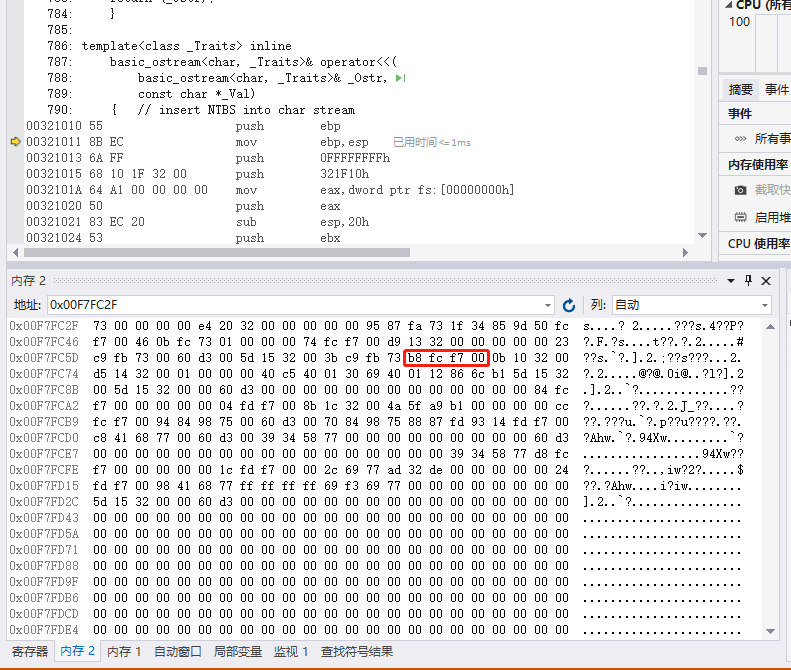 784:     }
785:
786: template<class _Traits> inline
787:     basic_ostream<char, _Traits>& operator<<(
788:         basic_ostream<char, _Traits>& _Ostr,
789:         const char *_Val)
790:     {   // insert NTBS into char stream
00321010 55                   push        ebp
00321011 8B EC                mov         ebp,esp   已用时间<=1ms
00321013 6A FF                push        0FFFFFFFFh
00321015 68 10 1F 32 00       push        321F10h
0032101A 64 A1 00 00 00 00    mov         eax,dword ptr fs:[00000000h]
00321020 50                   push        eax
00321021 83 EC 20             sub         esp,20h
00321024 53                   push        ebx
CPU (所有
100
摘要 事件
事件
所有事
内存使用率
截取快
启用堆
CPU 使用率
内存 2
地址: 0x00F7FC2F 列: 自动
0x00F7FC2F 73 00 00 00 00 e4 20 32 00 00 00 00 00 95 87 fa 73 1f 34 85 9d 50 fc s....? 2.....???s.4??P?
0x00F7FC46 f7 00 46 0b fc 73 01 00 00 00 00 74 fc f7 00 d9 13 32 00 00 00 00 23 ?.F.?s....t??.?.2....#
0x00F7FC5D c9 fb 73 00 60 d3 00 5d 15 32 00 3b c9 fb 73 b8 fc f7 00 0b 10 32 00 ??s.`?.].2.;??s???...2.
0x00F7FC74 d5 14 32 00 01 00 00 00 40 c5 40 01 30 69 40 01 12 86 6c b1 5d 15 32 ?.2.....@?@.0i@..?l?].2
0x00F7FC8B 00 5d 15 32 00 00 60 d3 00 00 00 00 00 00 00 00 00 00 00 00 00 84 fc .].2..`?.............??
0x00F7FCA2 f7 00 00 00 00 00 04 fd f7 00 8b 1c 32 00 4a 5f a9 b1 00 00 00 00 cc ?......??.?.2.J_??....?
0x00F7FCB9 fc f7 00 94 84 98 75 00 60 d3 00 70 84 98 75 88 87 fd 93 14 fd f7 00 ??.???u.`?.p??u????.??.
0x00F7FCD0 c8 41 68 77 00 60 d3 00 39 34 58 77 00 00 00 00 00 00 00 00 00 60 d3 ?Ahw.`?.94Xw.........`?
0x00F7FCE7 00 00 00 00 00 00 00 00 00 00 00 00 00 00 00 00 00 39 34 58 77 d8 fc .................94Xw??
0x00F7FCFE f7 00 00 00 00 00 1c fd f7 00 00 2c 69 77 ad 32 de 00 00 00 00 00 24 ?......??..,iw?2?.....$
0x00F7FD15 fd f7 00 98 41 68 77 ff ff ff ff 69 f3 69 77 00 00 00 00 00 00 00 00 ??.?Ahw....i?iw........
0x00F7FD2C 5d 15 32 00 00 60 d3 00 00 00 00 00 00 00 00 00 00 00 00 00 00 00 00 ].2..`?................
0x00F7FD43 00 00 00 00 00 00 00 00 00 00 00 00 00 00 00 00 00 00 00 00 00 00 00 .......................
0x00F7FD5A 00 00 00 00 00 00 00 00 00 00 00 00 00 00 00 00 00 00 00 00 00 00 00 .......................
0x00F7FD71 00 00 00 00 00 00 00 00 00 00 00 00 00 00 00 00 00 00 00 00 00 00 00 .......................
0x00F7FD88 00 00 00 00 00 00 00 00 00 00 00 00 00 00 00 00 00 00 00 00 00 00 00 .......................
0x00F7FD9F 00 00 00 00 00 00 00 00 00 00 00 00 00 00 00 00 00 00 00 00 00 00 00 .......................
0x00F7FDB6 00 00 00 00 00 00 00 00 00 00 00 00 00 00 00 00 00 00 00 00 00 00 00 .......................
0x00F7FDCD 00 00 00 00 00 00 00 00 00 00 00 00 00 00 00 00 00 00 00 00 00 00 00 .......................
0x00F7FDE4 00 00 00 00 00 00 00 00 00 00 00 00 00 00 00 00 00 00 00 00 00 00 00 .......................
寄存器 内存 2 内存 1 自动窗口 局部变量 监视 1 查找符号结果